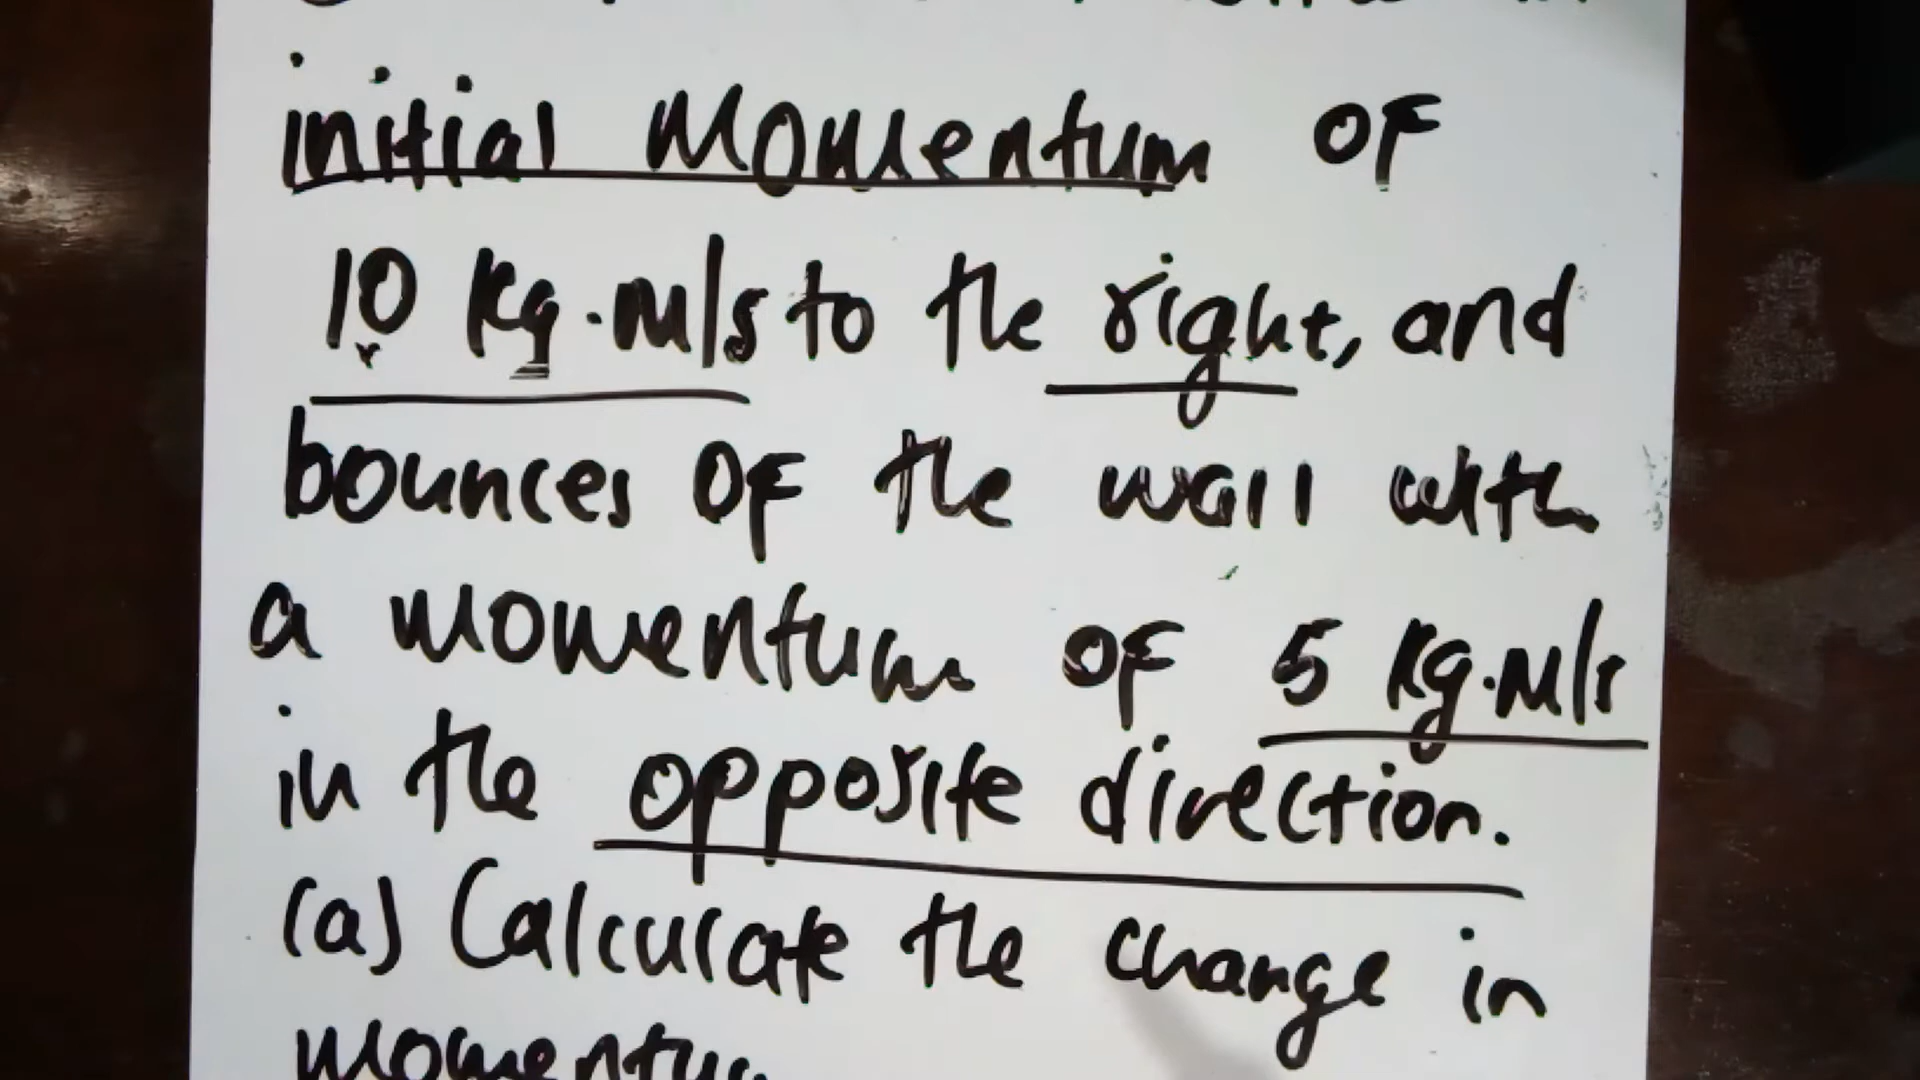 initial Momentum of
10 kg.m/s to the right, and
bounces of the wall with
a momentum of 5 kg.m/s
in the opposite direction.
(a) Calculate the change in
momentum